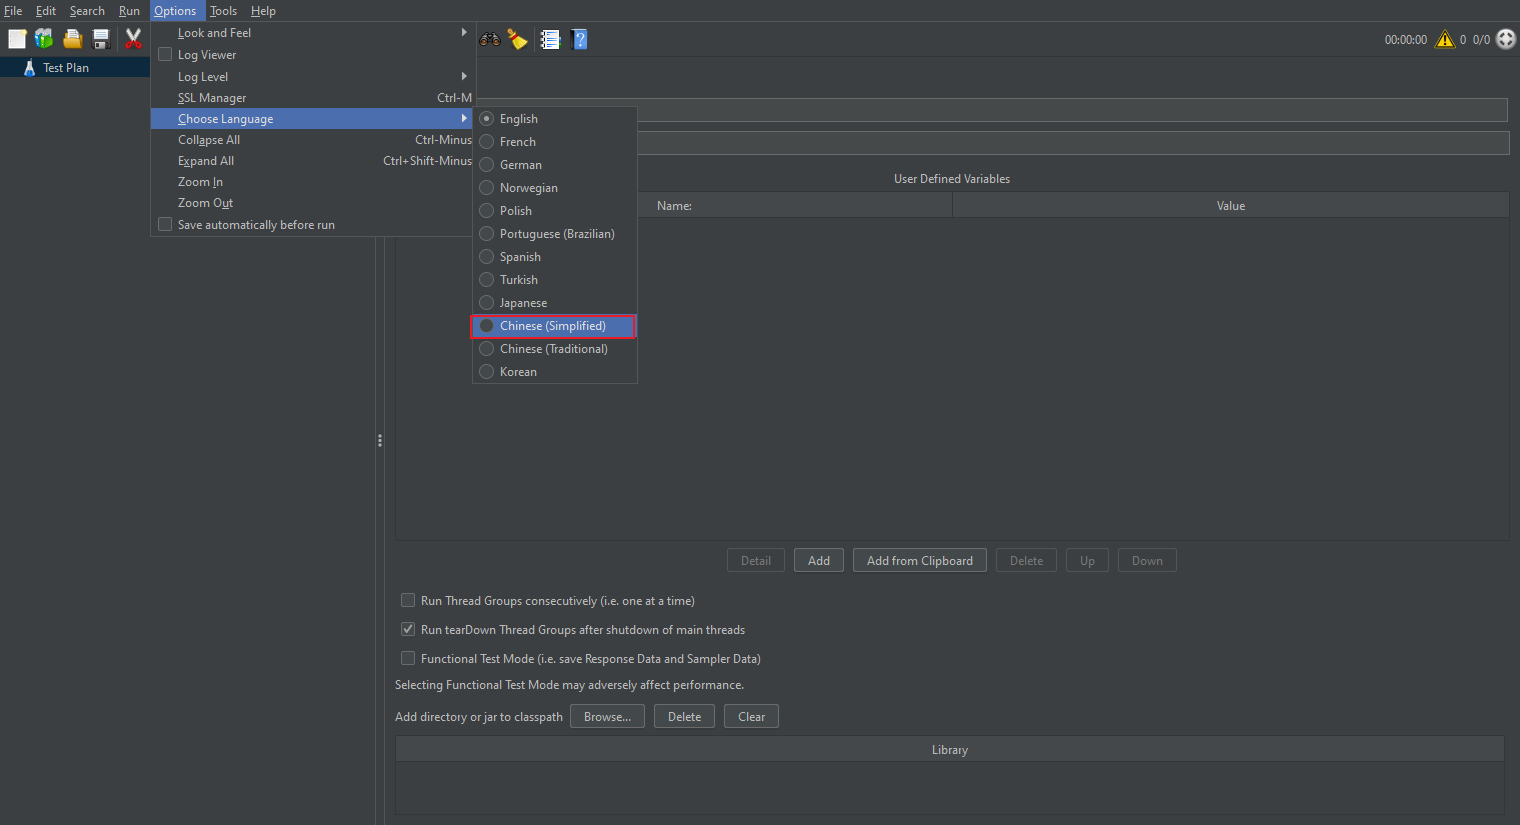 File Edit Search Run Options Tools Help
00:00:00 0 0/0
Test Plan
Look and Feel
Log Viewer
Log Level
SSL Manager Ctrl-M
Choose Language
Collapse All Ctrl-Minus
Expand All Ctrl+Shift-Minus
Zoom In
Zoom Out
Save automatically before run
English
French
German
Norwegian
Polish
Portuguese (Brazilian)
Spanish
Turkish
Japanese
Chinese (Simplified)
Chinese (Traditional)
Korean
User Defined Variables
Name: Value
Detail Add Add from Clipboard Delete Up Down
Run Thread Groups consecutively (i.e. one at a time)
Run tearDown Thread Groups after shutdown of main threads
Functional Test Mode (i.e. save Response Data and Sampler Data)
Selecting Functional Test Mode may adversely affect performance.
Add directory or jar to classpath Browse... Delete Clear
Library